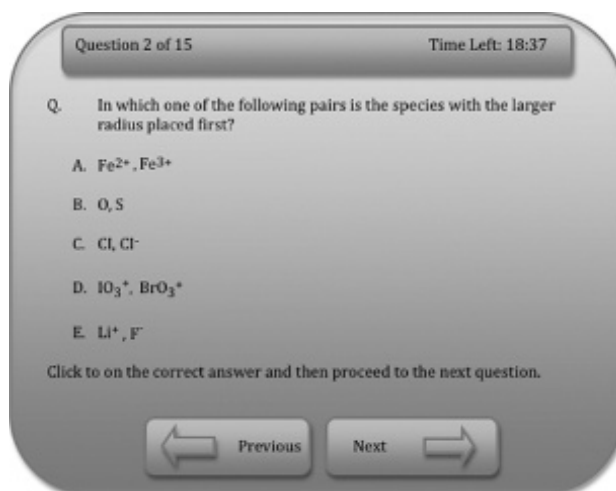 Question 2 of 15 Time Left: 18:37
Q. In which one of the following pairs is the species with the larger
radius placed first?
A. Fe²⁺, Fe³⁺
B. O, S
C. Cl, Cl⁻
D. IO₃⁺, BrO₃⁺
E. Li⁺, F⁻
Click to on the correct answer and then proceed to the next question.
Previous Next